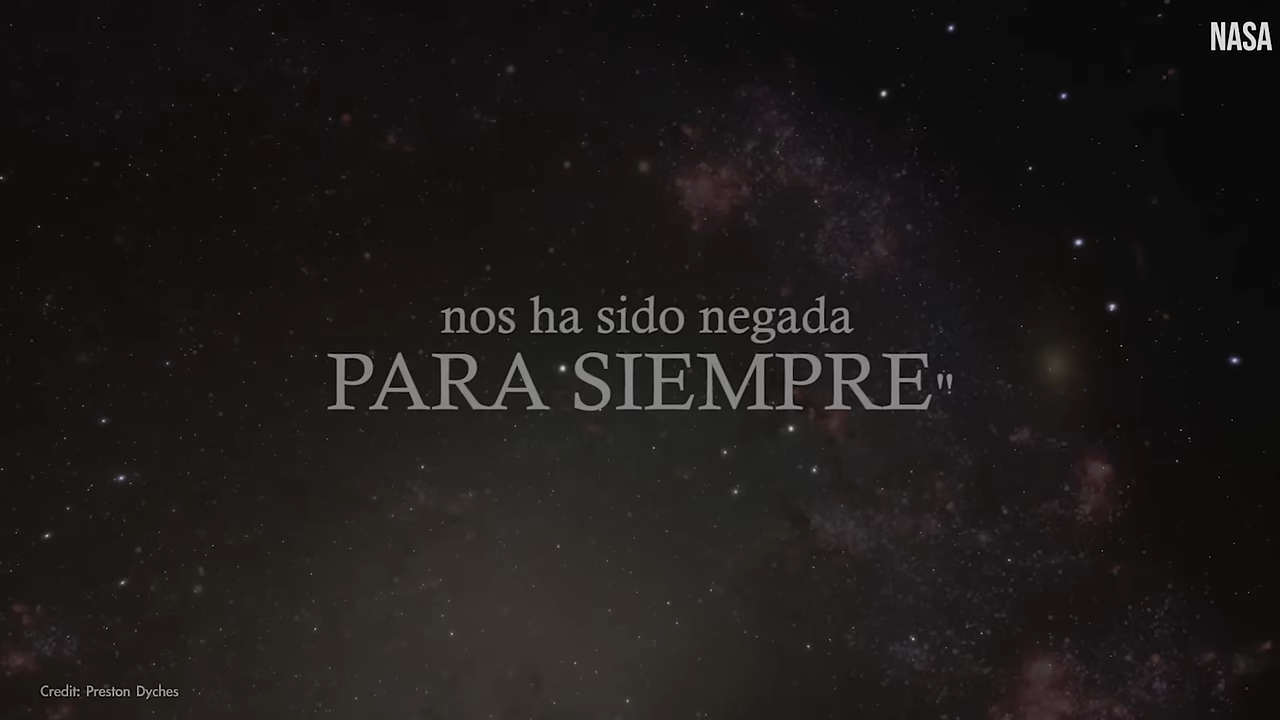 NASA
nos ha sido negada
PARA SIEMPRE"
Credit: Preston Dyches